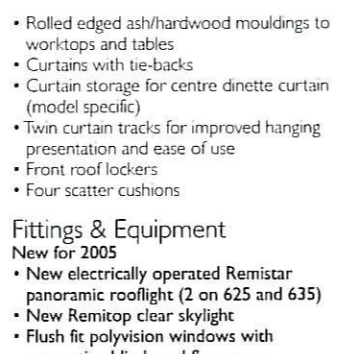 • Rolled edged ash/hardwood mouldings to
worktops and tables
• Curtains with tie-backs
• Curtain storage for centre dinette curtain
(model specific)
• Twin curtain tracks for improved hanging
presentation and ease of use
• Front roof lockers
• Four scatter cushions
Fittings & Equipment
New for 2005
• New electrically operated Remistar
panoramic rooflight (2 on 625 and 635)
• New Remitop clear skylight
• Flush fit polyvision windows with